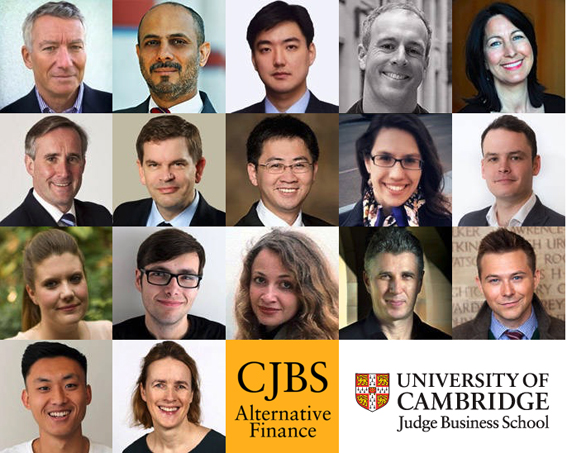 CJBS
Alternative
Finance
UNIVERSITY OF
CAMBRIDGE
Judge Business School